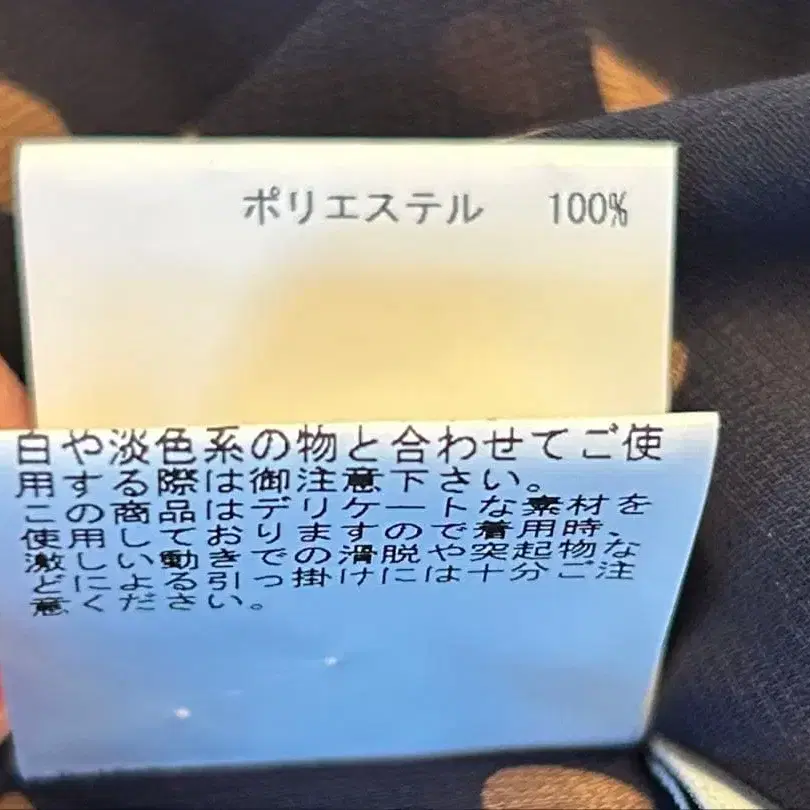 ポリエステル 100%
白や淡色系の物と合わせてご使
用する際は御注意下さい。
この商品はデリケートな素材を
使用しておりますので着用時、
激しい動きでの滑脱や突起物な
どによる引っ掛けには十分ご注
意ください。